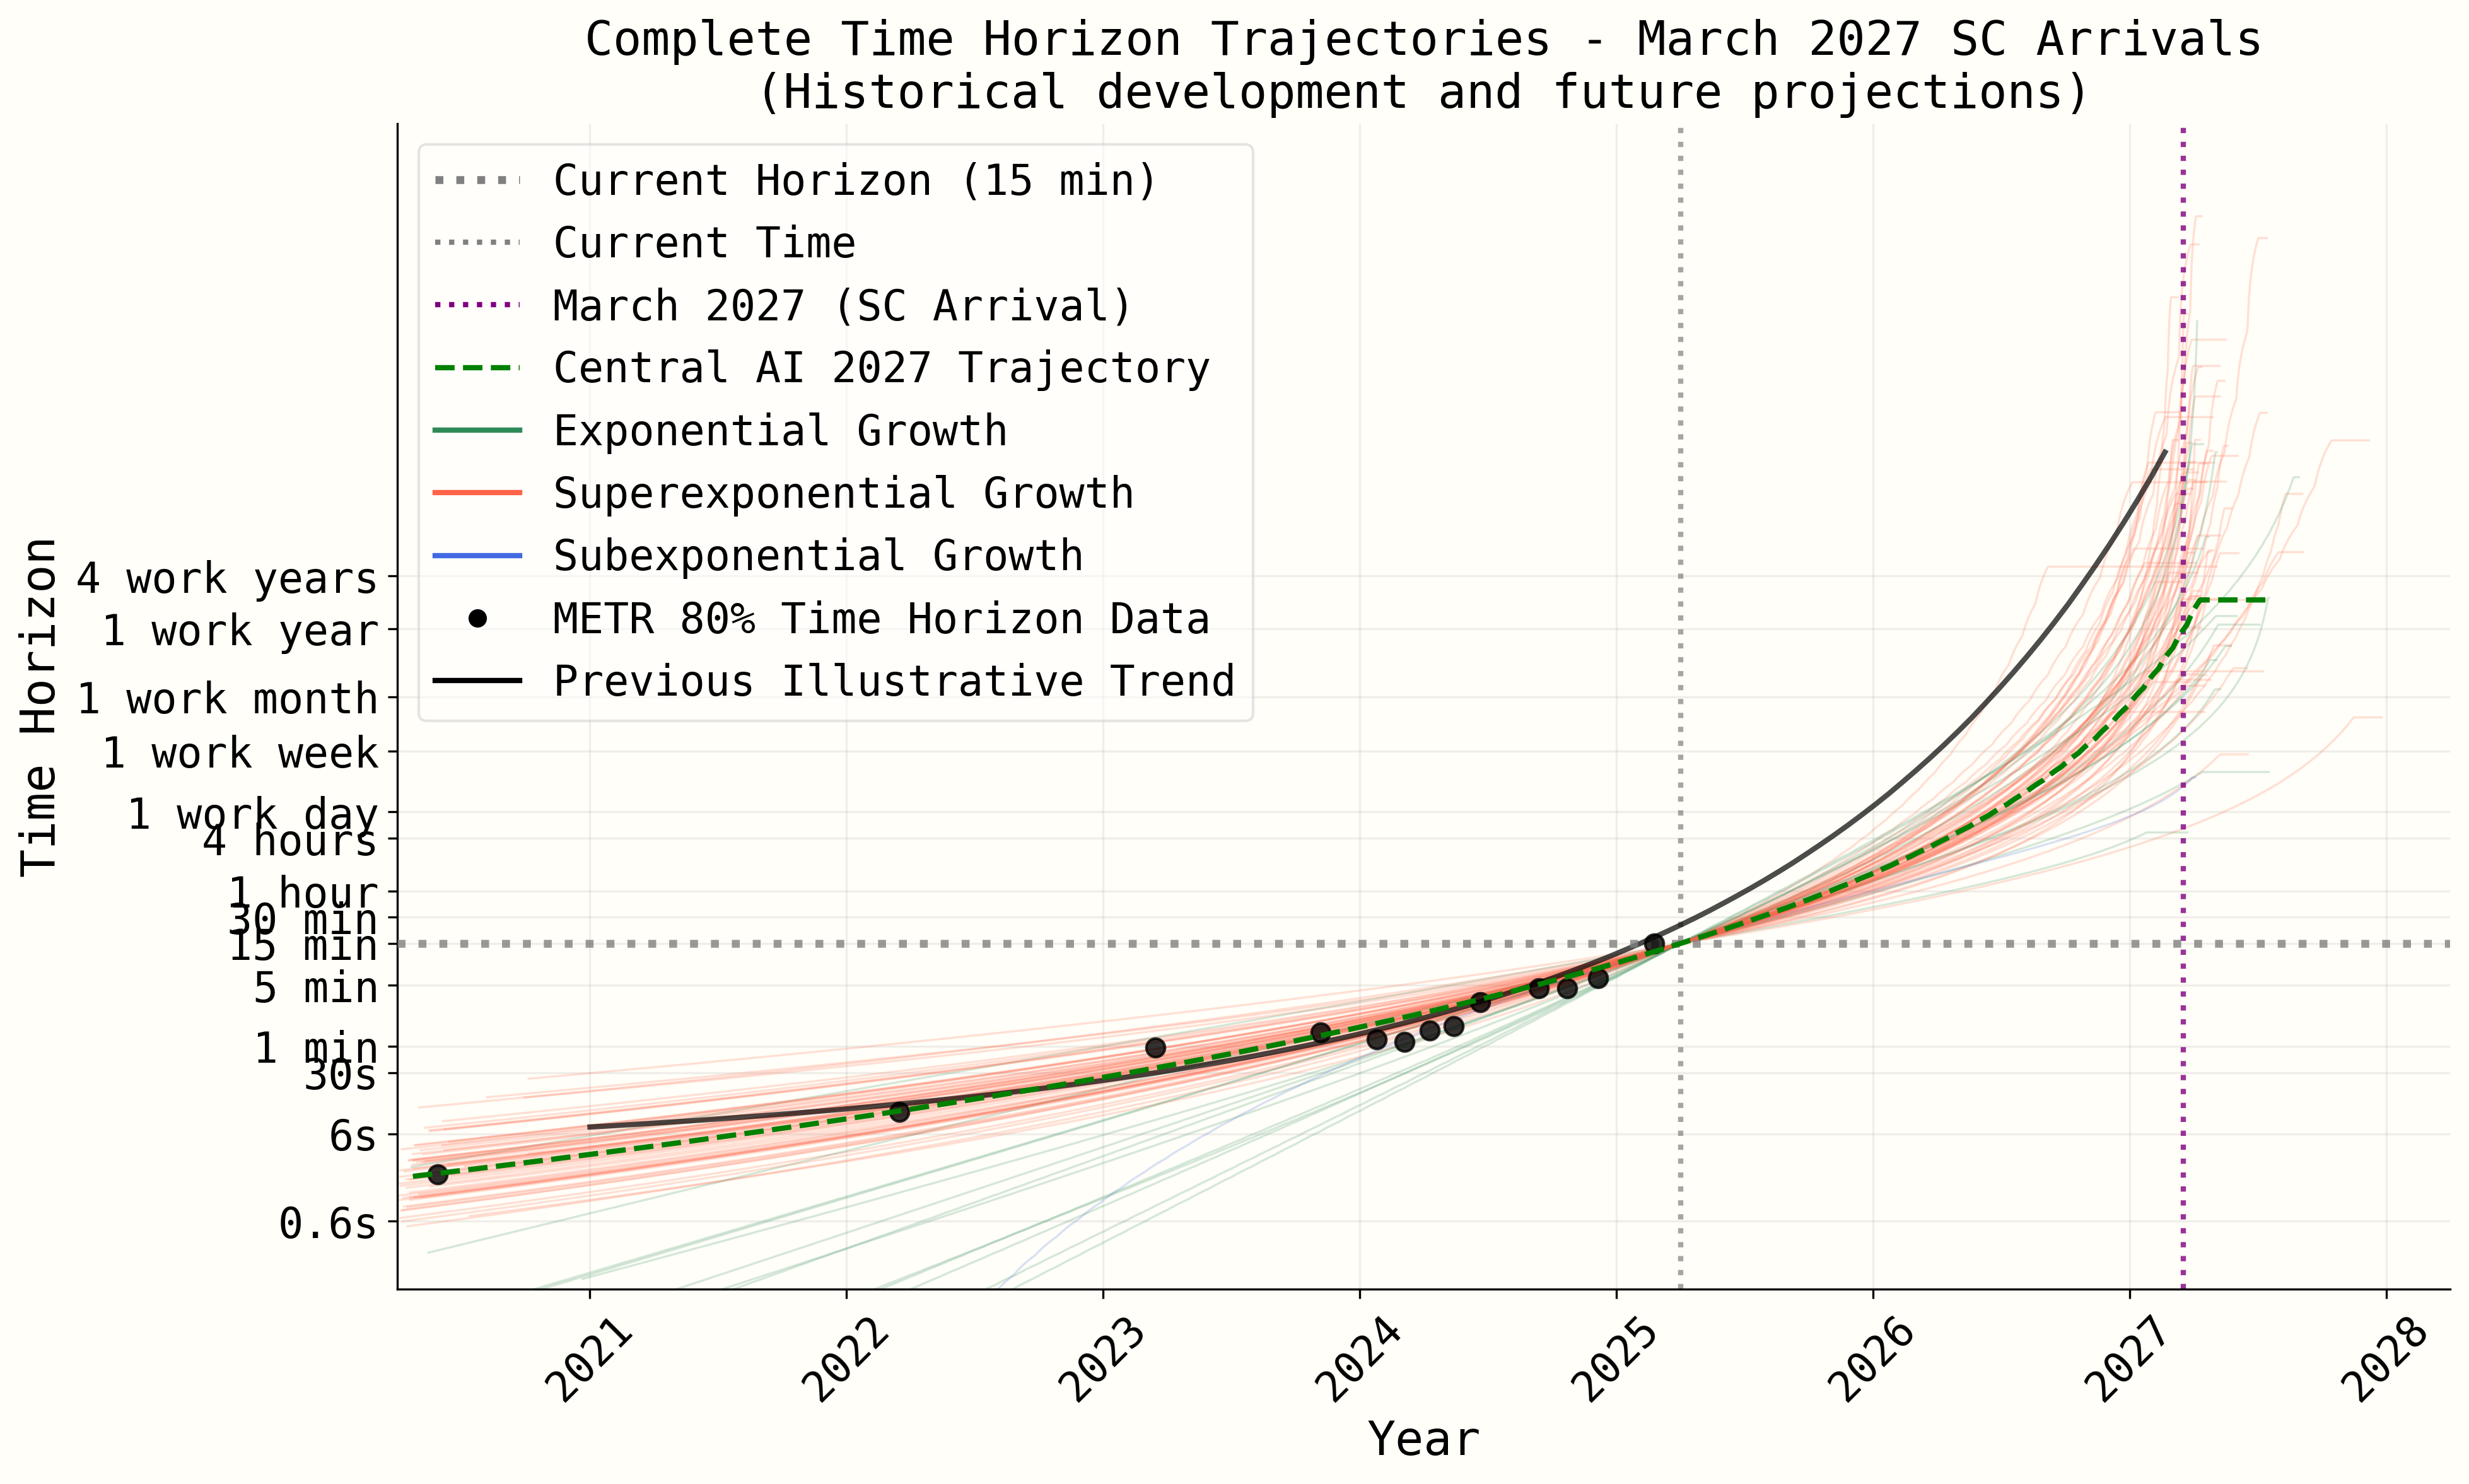 Complete Time Horizon Trajectories - March 2027 SC Arrivals
(Historical development and future projections)
Current Horizon (15 min)
Current Time
March 2027 (SC Arrival)
Central AI 2027 Trajectory
Exponential Growth
Superexponential Growth
Subexponential Growth
METR 80% Time Horizon Data
Previous Illustrative Trend
Time Horizon
4 work years
1 work year
1 work month
1 work week
1 work day
4 hours
1 hour
30 min
15 min
5 min
1 min
30s
6s
0.6s
2021
2022
2023
2024
2025
2026
2027
2028
Year